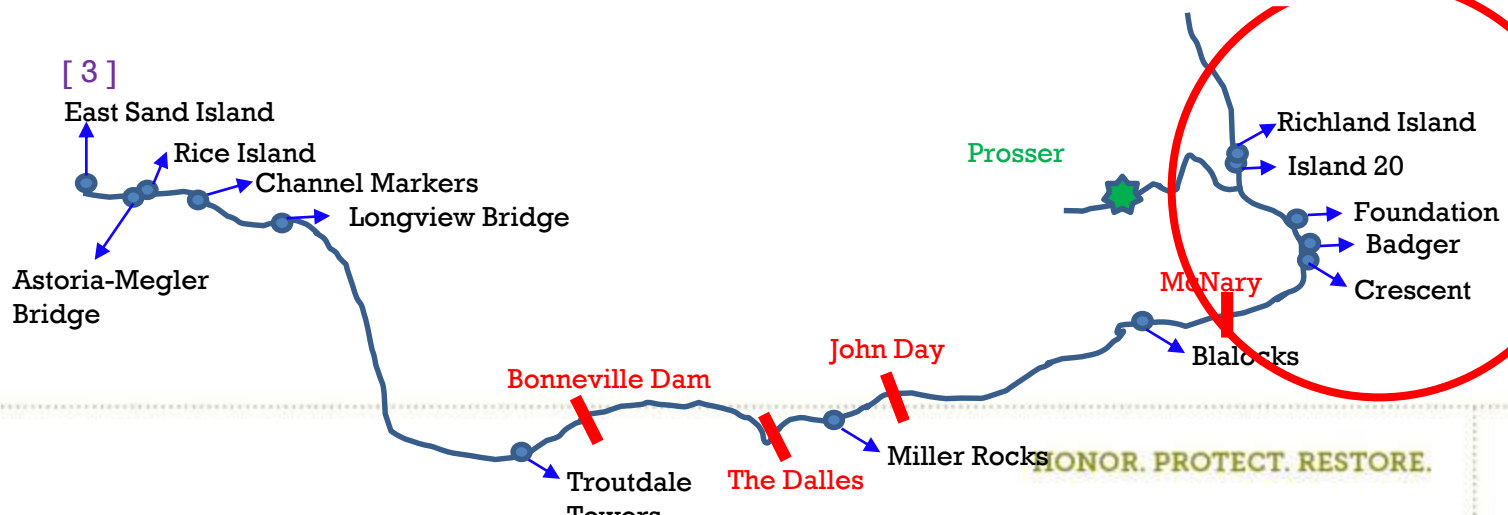 [ 3 ]
East Sand Island
Rice Island
Channel Markers
Longview Bridge
Astoria-Megler
Bridge
Prosser
Richland Island
Island 20
Foundation
Badger
Crescent
McNary
Blalocks
John Day
Bonneville Dam
Miller Rocks
The Dalles
Troutdale
Towers
HONOR. PROTECT. RESTORE.